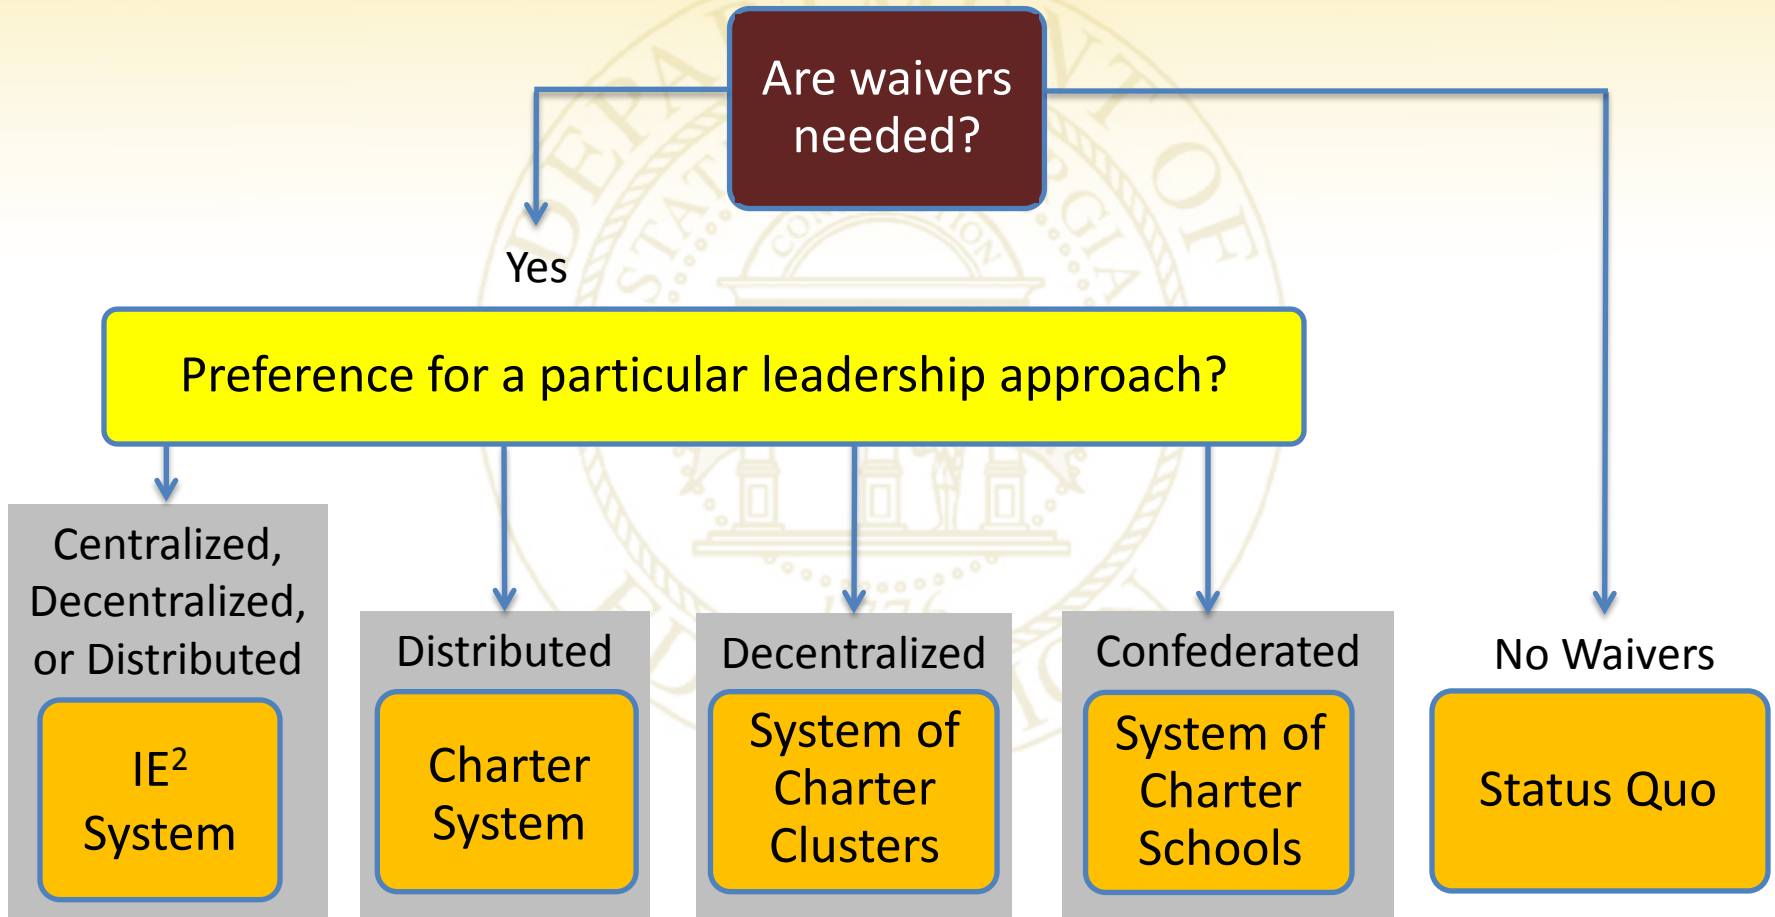 Are waivers
needed?
Yes
Preference for a particular leadership approach?
Centralized,
Decentralized,
or Distributed
IE²
System
Distributed
Charter
System
Decentralized
System of
Charter
Clusters
Confederated
System of
Charter
Schools
No Waivers
Status Quo
1776